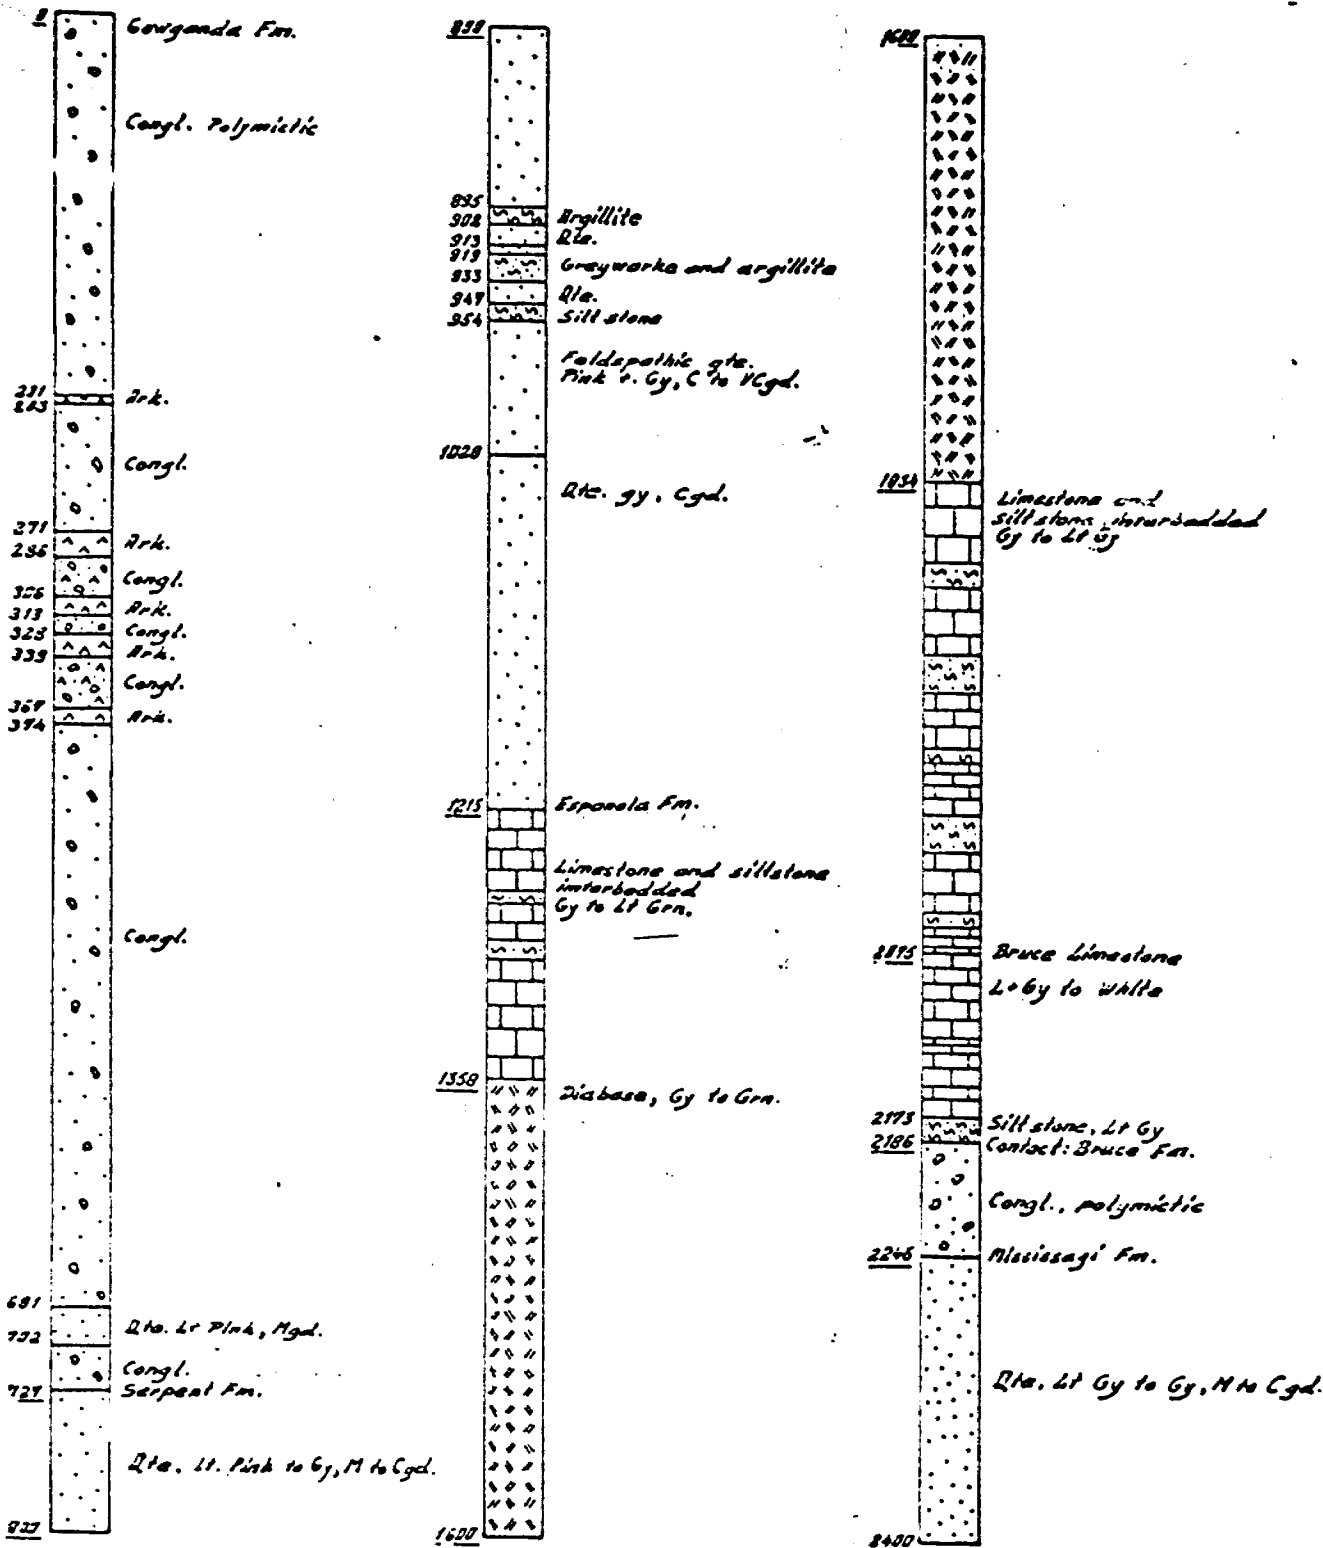 0
Gowganda Fm.
Congl. Polymictic
Ark.
Congl.
271
286
Ark.
Congl.
306
313
Ark.
323
Congl.
339
Ark.
Congl.
367
374
Ark.
Congl.
681
702
Qte. Lt Pink, Mgd.
Congl.
727
Serpent Fm.
Qte. Lt. Pink to Gy, M to Cgd.
895
908
Argillite
913
Qte.
919
933
Greywacke and argillite
947
Qte.
954
Siltstone
Feldspathic qte.
Pink + Gy, C to VCgd.
1028
Qte. gy, Cgd.
1215
Espanola Fm.
Limestone and siltstone
interbedded
Gy to Lt Grn.
1358
Diabase, Gy to Grn.
1600
1600
1834
Limestone and
siltstone, interbedded
Gy to Lt Gy
Bruce Limestone
Lt Gy to White
2173
Siltstone, Lt Gy
2186
Contact: Bruce Fm.
Congl., polymictic
2246
Mississagi Fm.
Qte. Lt Gy to Gy, M to Cgd.
2400